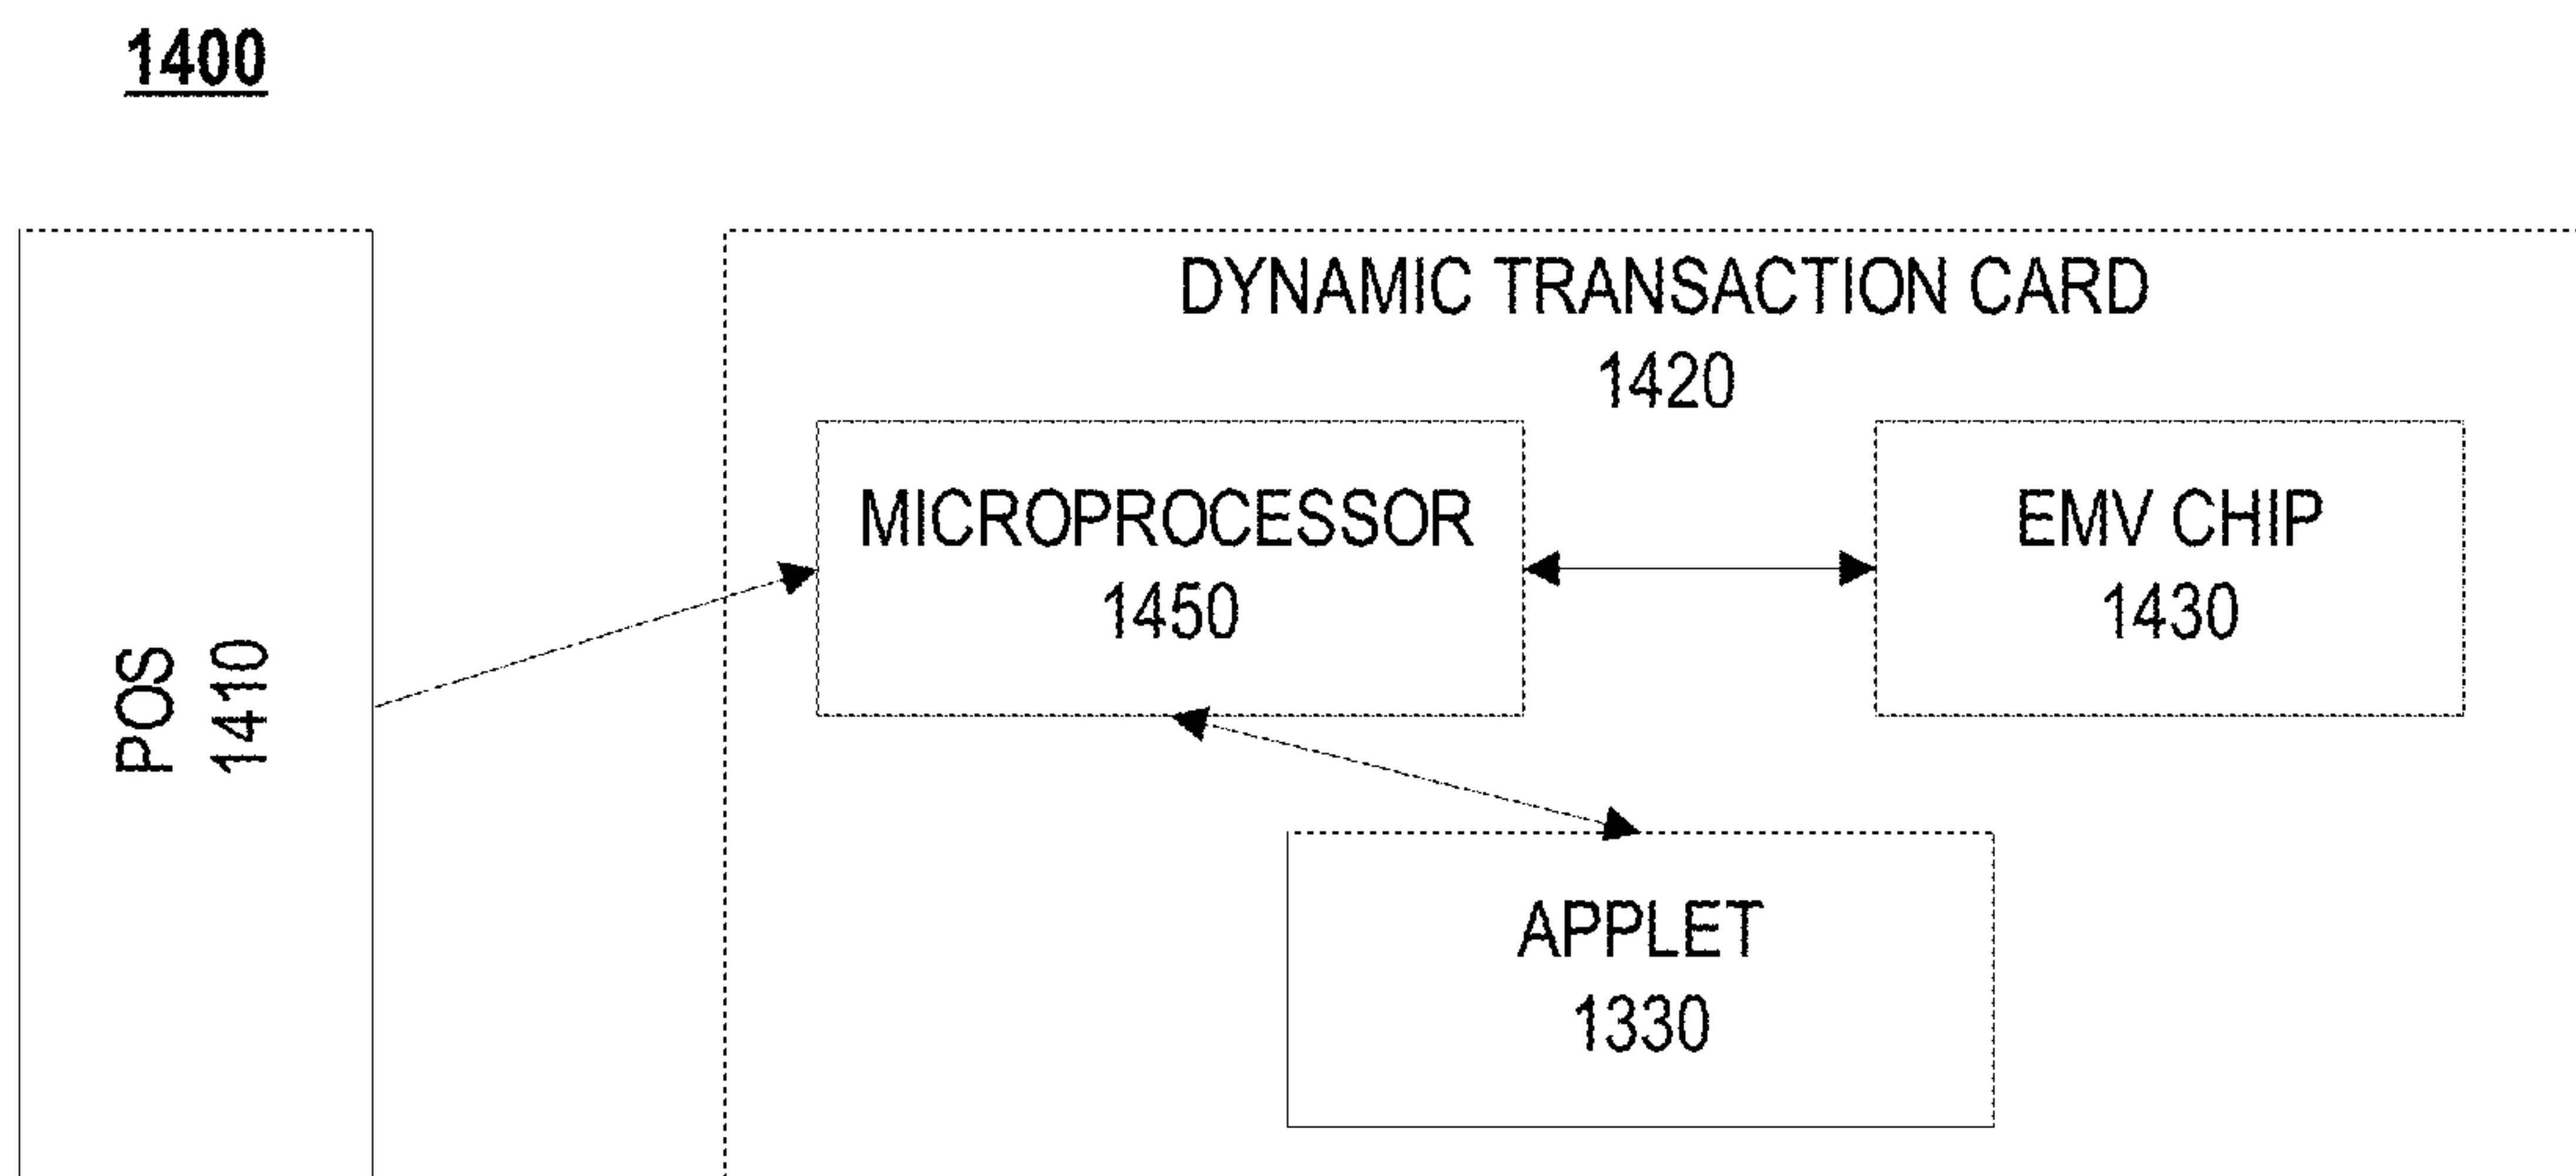 1400
DYNAMIC TRANSACTION CARD
1420
MICROPROCESSOR
1450
EMV CHIP
1430
POS
1410
APPLET
1330